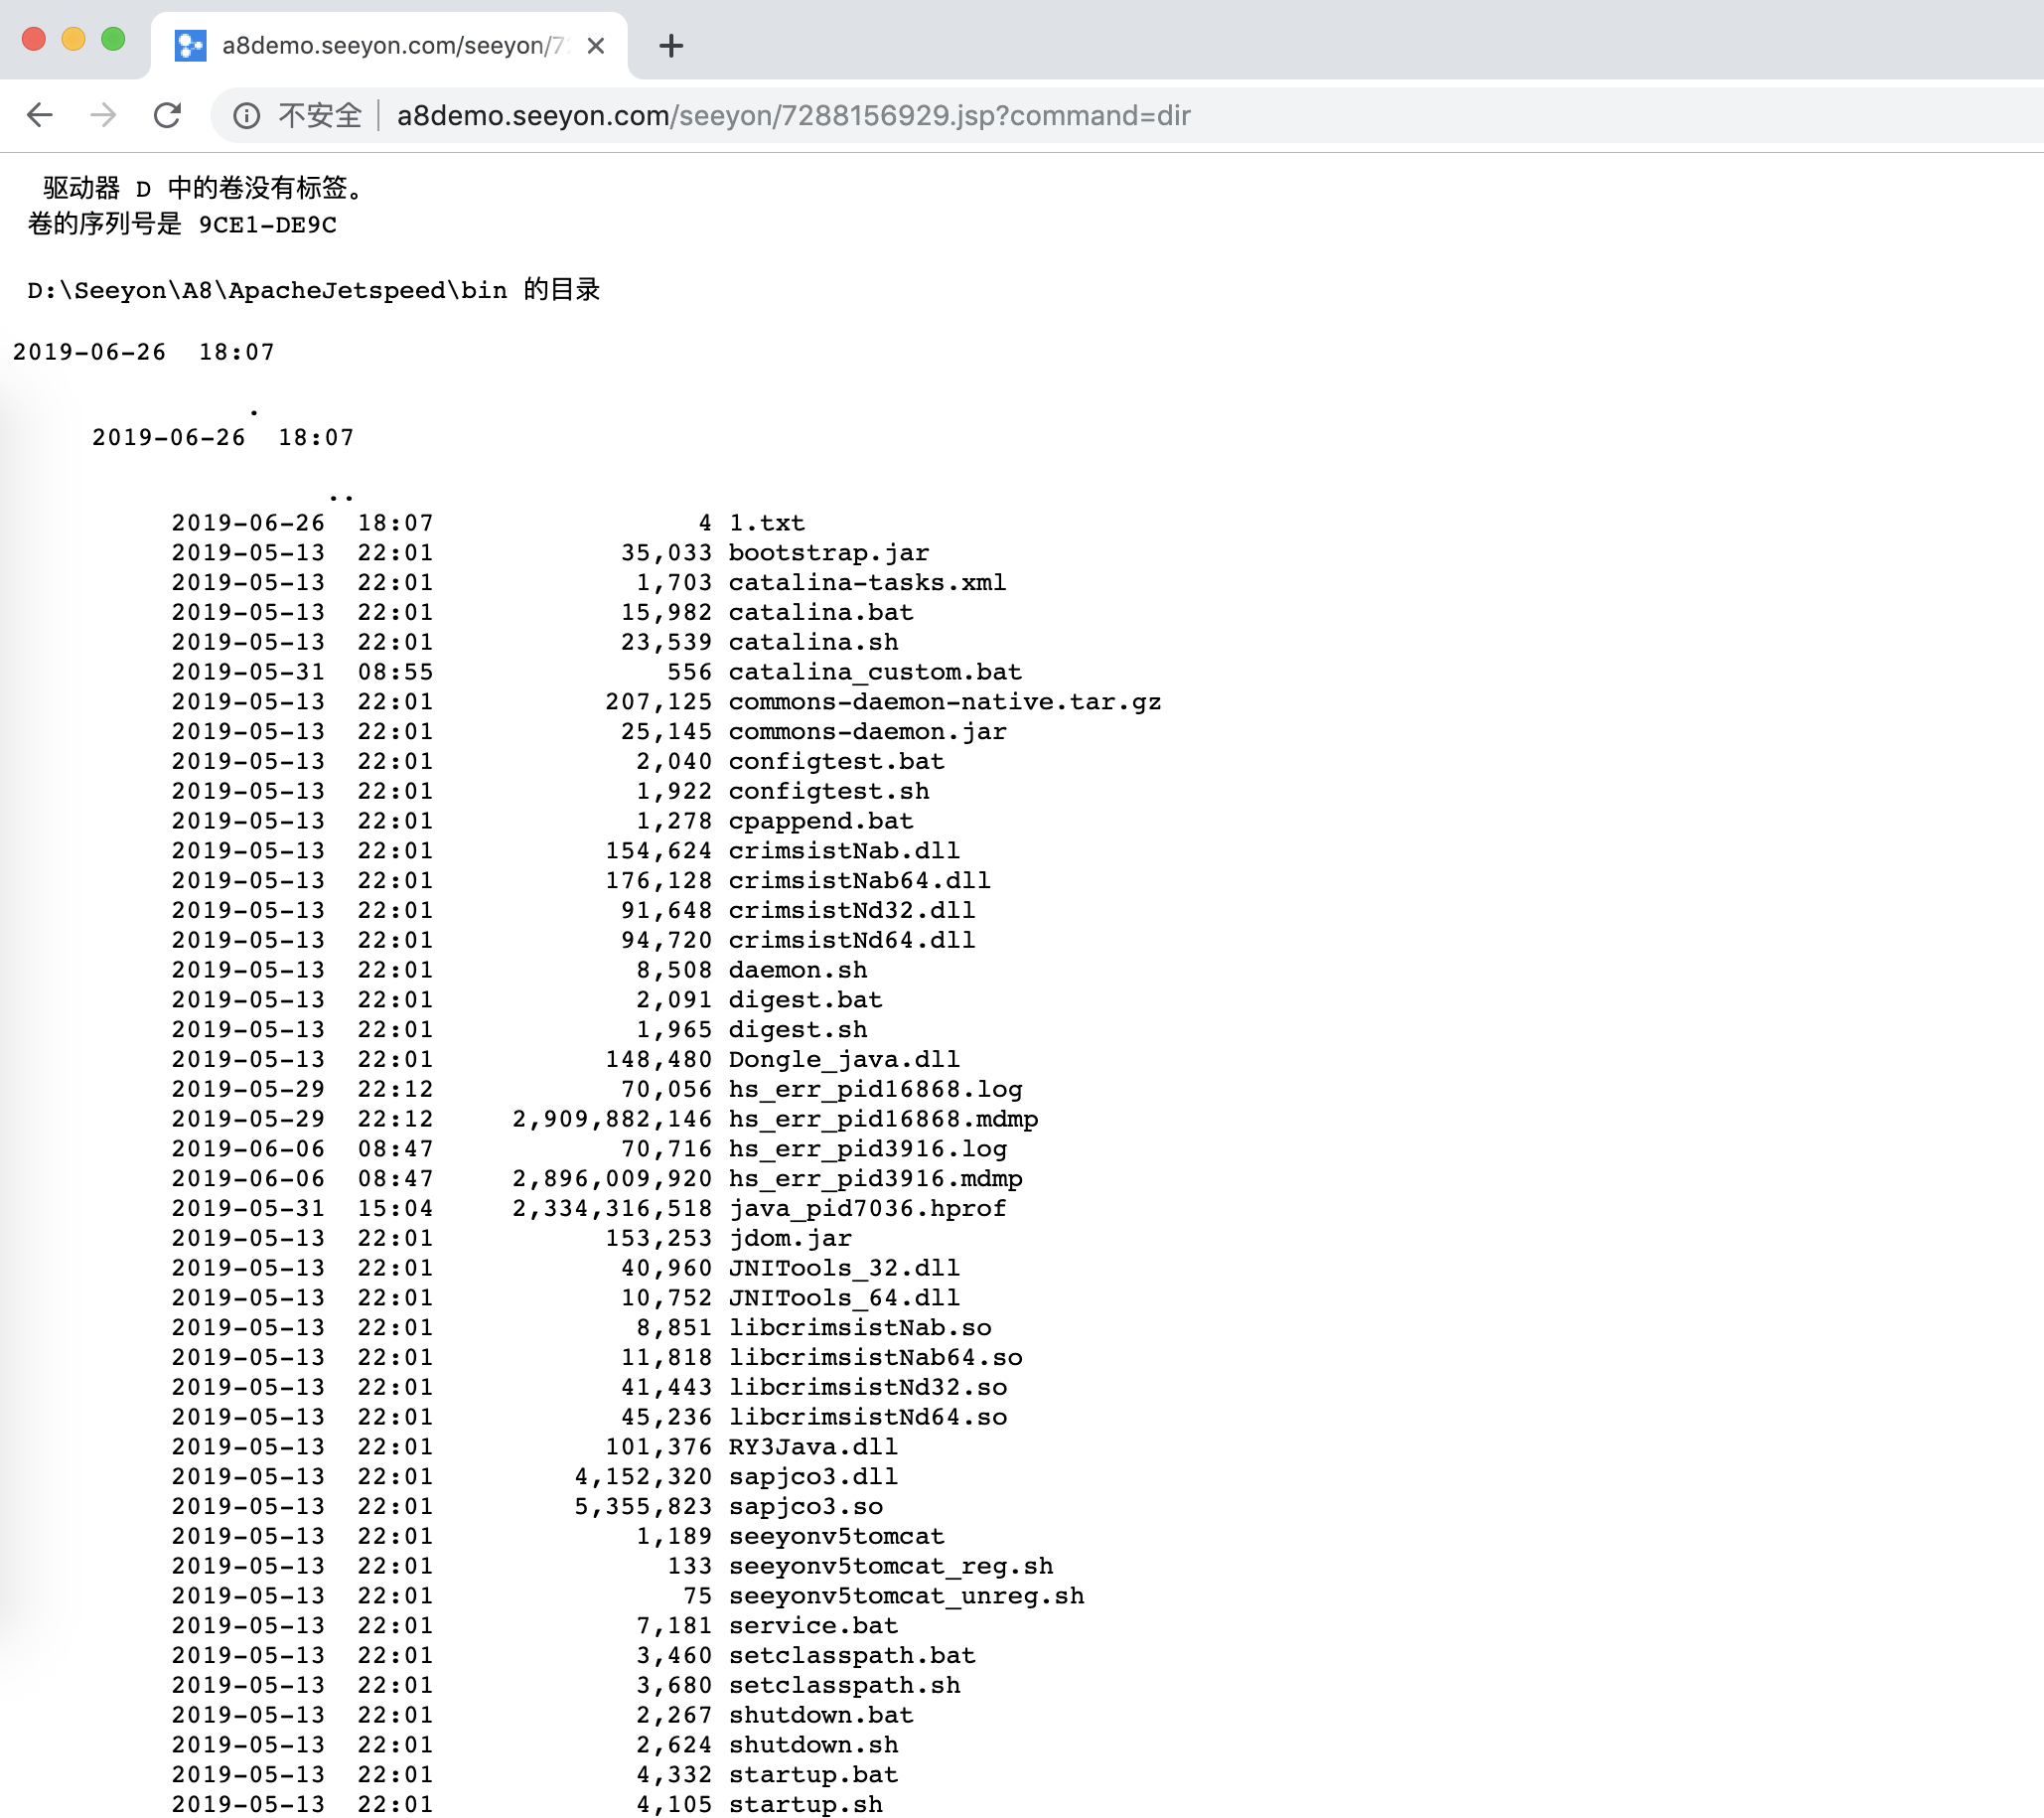 a8demo.seeyon.com/seeyon/7
不安全 a8demo.seeyon.com/seeyon/7288156929.jsp?command=dir
驱动器 D 中的卷没有标签。
卷的序列号是 9CE1-DE9C
D:\Seeyon\A8\ApacheJetspeed\bin 的目录
2019-06-26 18:07
.
2019-06-26 18:07
..
2019-06-26 18:07 4 1.txt
2019-05-13 22:01 35,033 bootstrap.jar
2019-05-13 22:01 1,703 catalina-tasks.xml
2019-05-13 22:01 15,982 catalina.bat
2019-05-13 22:01 23,539 catalina.sh
2019-05-31 08:55 556 catalina_custom.bat
2019-05-13 22:01 207,125 commons-daemon-native.tar.gz
2019-05-13 22:01 25,145 commons-daemon.jar
2019-05-13 22:01 2,040 configtest.bat
2019-05-13 22:01 1,922 configtest.sh
2019-05-13 22:01 1,278 cpappend.bat
2019-05-13 22:01 154,624 crimsistNab.dll
2019-05-13 22:01 176,128 crimsistNab64.dll
2019-05-13 22:01 91,648 crimsistNd32.dll
2019-05-13 22:01 94,720 crimsistNd64.dll
2019-05-13 22:01 8,508 daemon.sh
2019-05-13 22:01 2,091 digest.bat
2019-05-13 22:01 1,965 digest.sh
2019-05-13 22:01 148,480 Dongle_java.dll
2019-05-29 22:12 70,056 hs_err_pid16868.log
2019-05-29 22:12 2,909,882,146 hs_err_pid16868.mdmp
2019-06-06 08:47 70,716 hs_err_pid3916.log
2019-06-06 08:47 2,896,009,920 hs_err_pid3916.mdmp
2019-05-31 15:04 2,334,316,518 java_pid7036.hprof
2019-05-13 22:01 153,253 jdom.jar
2019-05-13 22:01 40,960 JNITools_32.dll
2019-05-13 22:01 10,752 JNITools_64.dll
2019-05-13 22:01 8,851 libcrimsistNab.so
2019-05-13 22:01 11,818 libcrimsistNab64.so
2019-05-13 22:01 41,443 libcrimsistNd32.so
2019-05-13 22:01 45,236 libcrimsistNd64.so
2019-05-13 22:01 101,376 RY3Java.dll
2019-05-13 22:01 4,152,320 sapjco3.dll
2019-05-13 22:01 5,355,823 sapjco3.so
2019-05-13 22:01 1,189 seeyonv5tomcat
2019-05-13 22:01 133 seeyonv5tomcat_reg.sh
2019-05-13 22:01 75 seeyonv5tomcat_unreg.sh
2019-05-13 22:01 7,181 service.bat
2019-05-13 22:01 3,460 setclasspath.bat
2019-05-13 22:01 3,680 setclasspath.sh
2019-05-13 22:01 2,267 shutdown.bat
2019-05-13 22:01 2,624 shutdown.sh
2019-05-13 22:01 4,332 startup.bat
2019-05-13 22:01 4,105 startup.sh